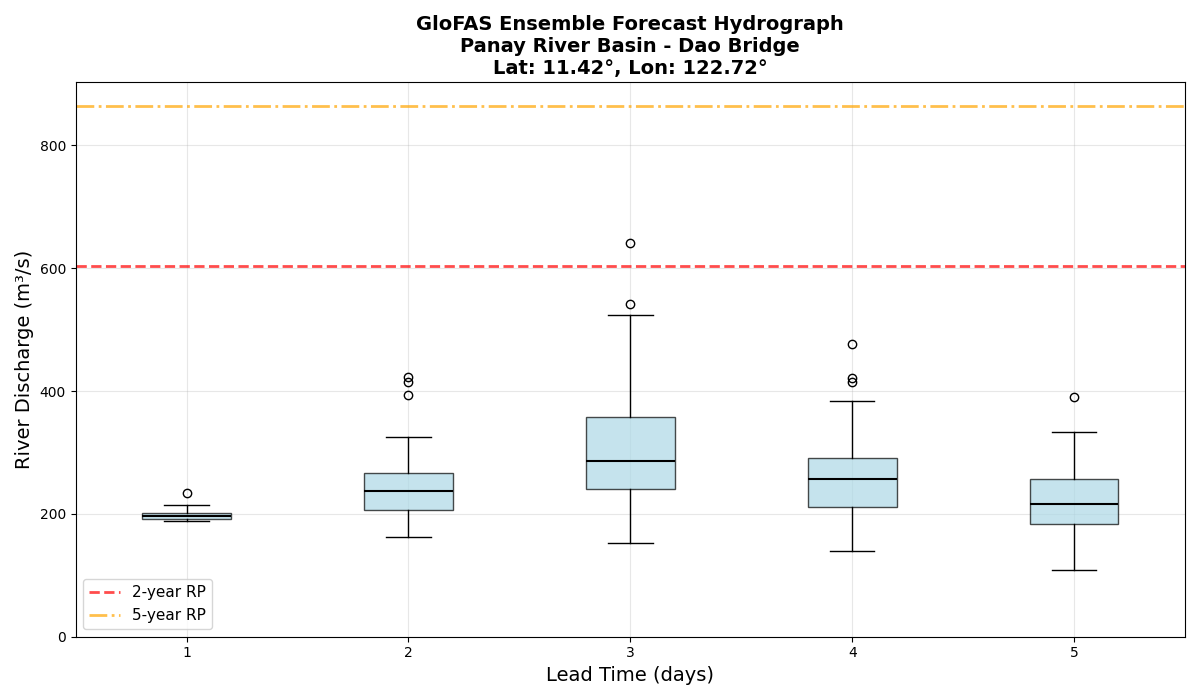 GloFAS Ensemble Forecast Hydrograph
Panay River Basin - Dao Bridge
Lat: 11.42°, Lon: 122.72°
River Discharge (m³/s)
800
600
400
200
0
2-year RP
5-year RP
1 2 3 4 5
Lead Time (days)